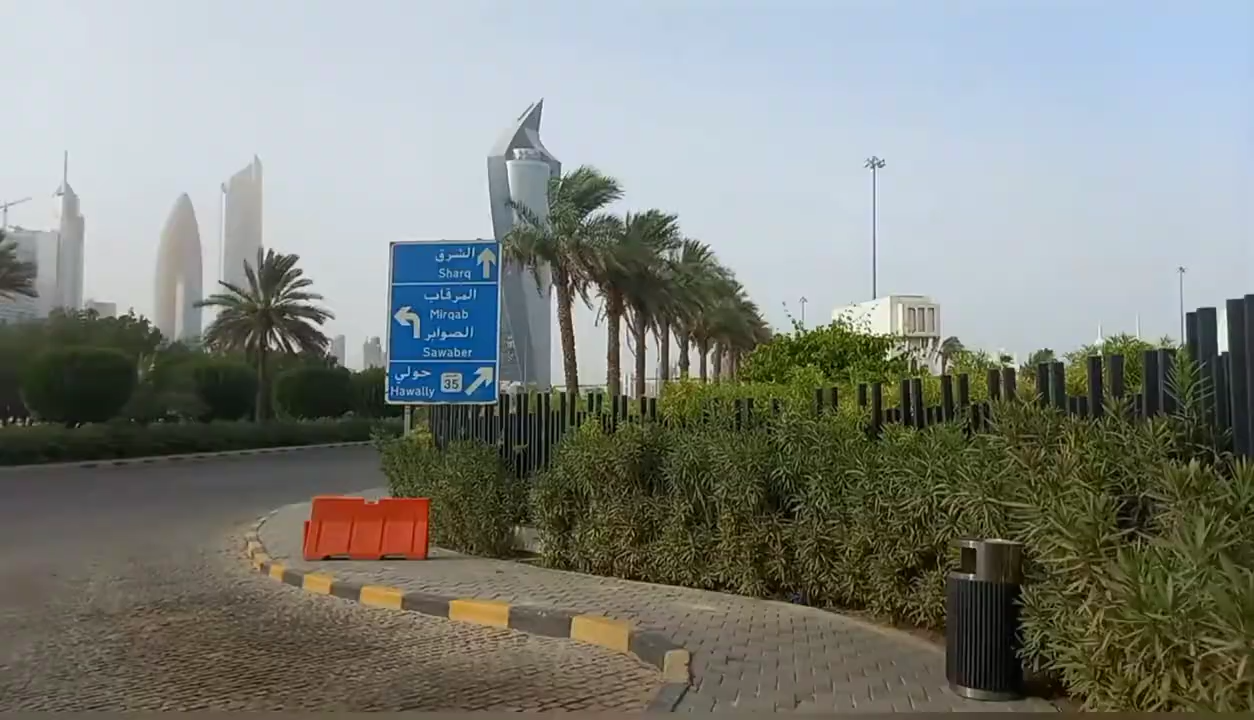 الشرق
Sharq
المرقاب
Mirqab
الصوابر
Sawaber
حولي
35
Hawally